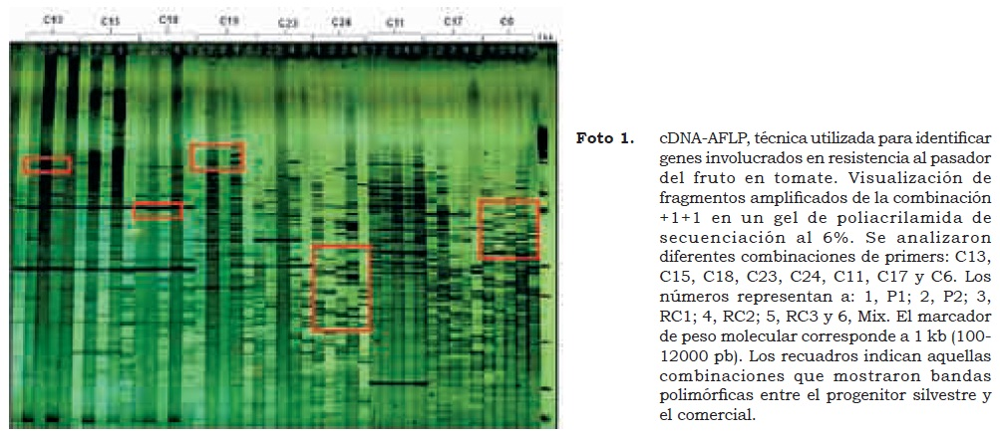 C13 C15 C18 C19 C23 C24 C11 C17 C6
Foto 1. cDNA-AFLP, técnica utilizada para identificar
genes involucrados en resistencia al pasador
del fruto en tomate. Visualización de
fragmentos amplificados de la combinación
+1+1 en un gel de poliacrilamida de
secuenciación al 6%. Se analizaron
diferentes combinaciones de primers: C13,
C15, C18, C23, C24, C11, C17 y C6. Los
números representan a: 1, P1; 2, P2; 3,
RC1; 4, RC2; 5, RC3 y 6, Mix. El marcador
de peso molecular corresponde a 1 kb (100-
12000 pb). Los recuadros indican aquellas
combinaciones que mostraron bandas
polimórficas entre el progenitor silvestre y
el comercial.